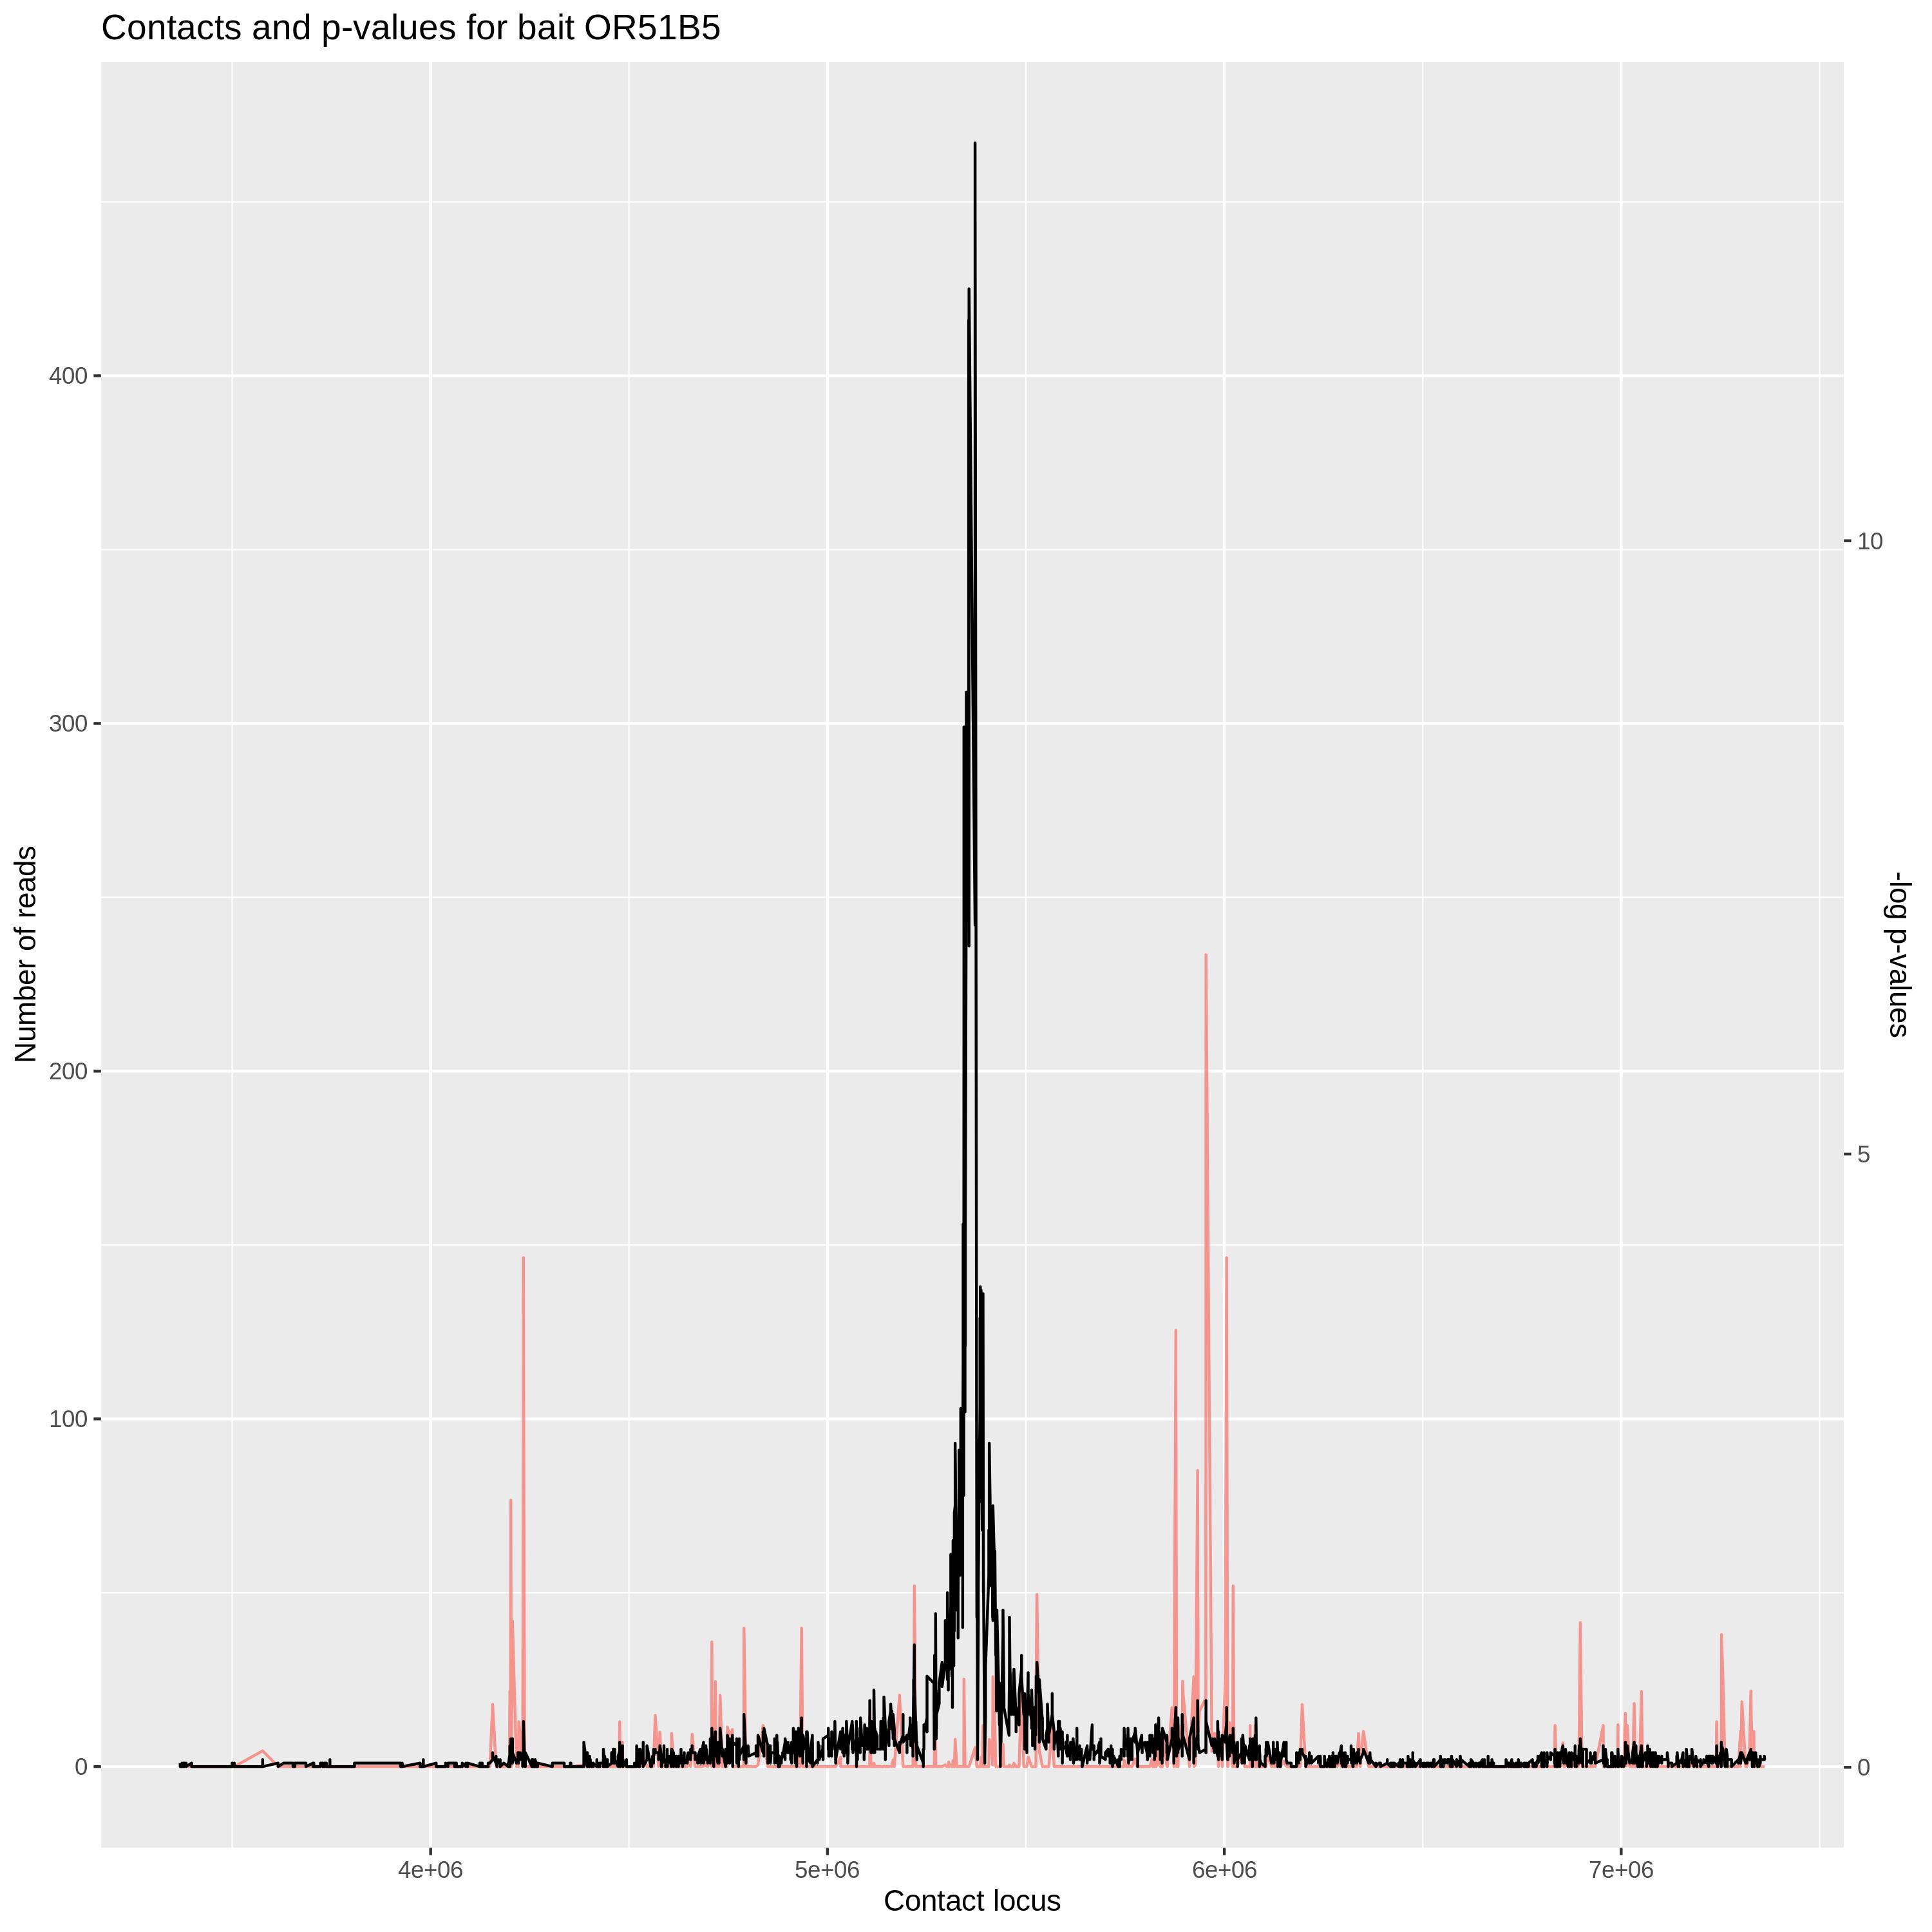 Contacts and p-values for bait OR51B5
Number of reads
400
300
200
100
0
10
5
0
-log p-values
4e+06
5e+06
6e+06
7e+06
Contact locus